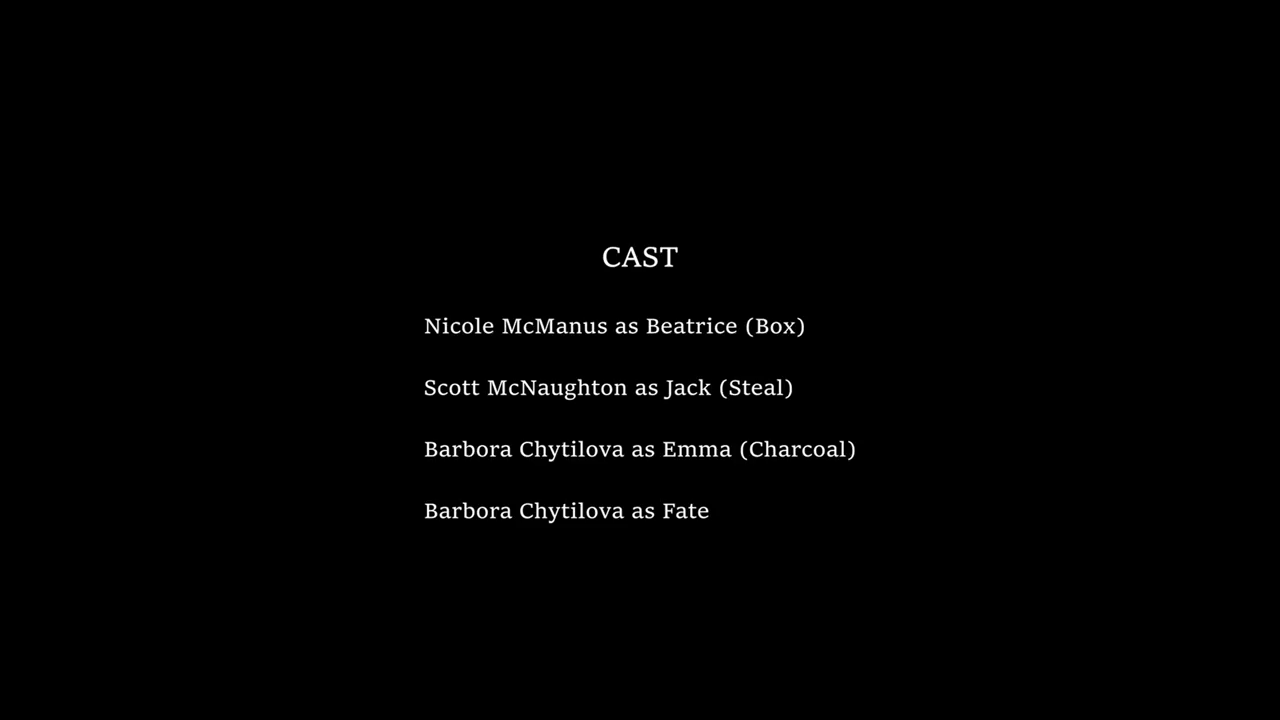 CAST
Nicole McManus as Beatrice (Box)
Scott McNaughton as Jack (Steal)
Barbora Chytilova as Emma (Charcoal)
Barbora Chytilova as Fate